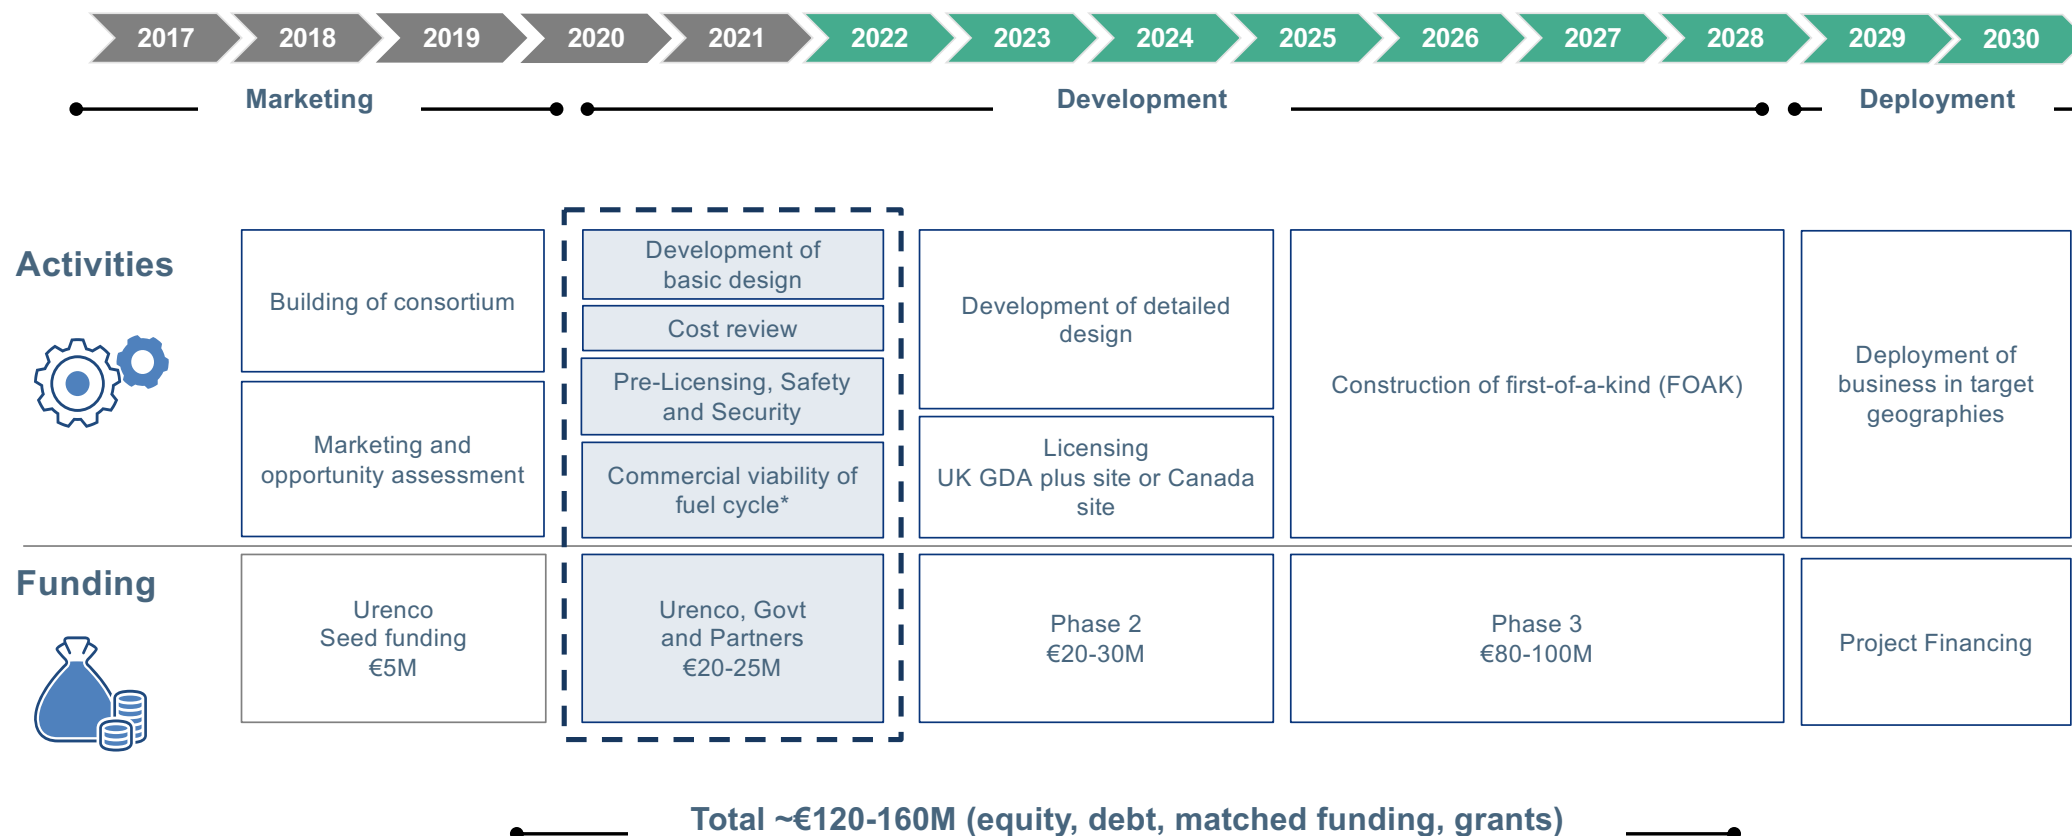 2017 2018 2019 2020 2021 2022 2023 2024 2025 2026 2027 2028 2029 2030
Marketing Development Deployment
Activities
Building of consortium
Marketing and
opportunity assessment
Development of
basic design
Cost review
Pre-Licensing, Safety
and Security
Commercial viability of
fuel cycle*
Development of detailed
design
Licensing
UK GDA plus site or Canada
site
Construction of first-of-a-kind (FOAK)
Deployment of
business in target
geographies
Funding
Urenco
Seed funding
€5M
Urenco, Govt
and Partners
€20-25M
Phase 2
€20-30M
Phase 3
€80-100M
Project Financing
Total ~€120-160M (equity, debt, matched funding, grants)